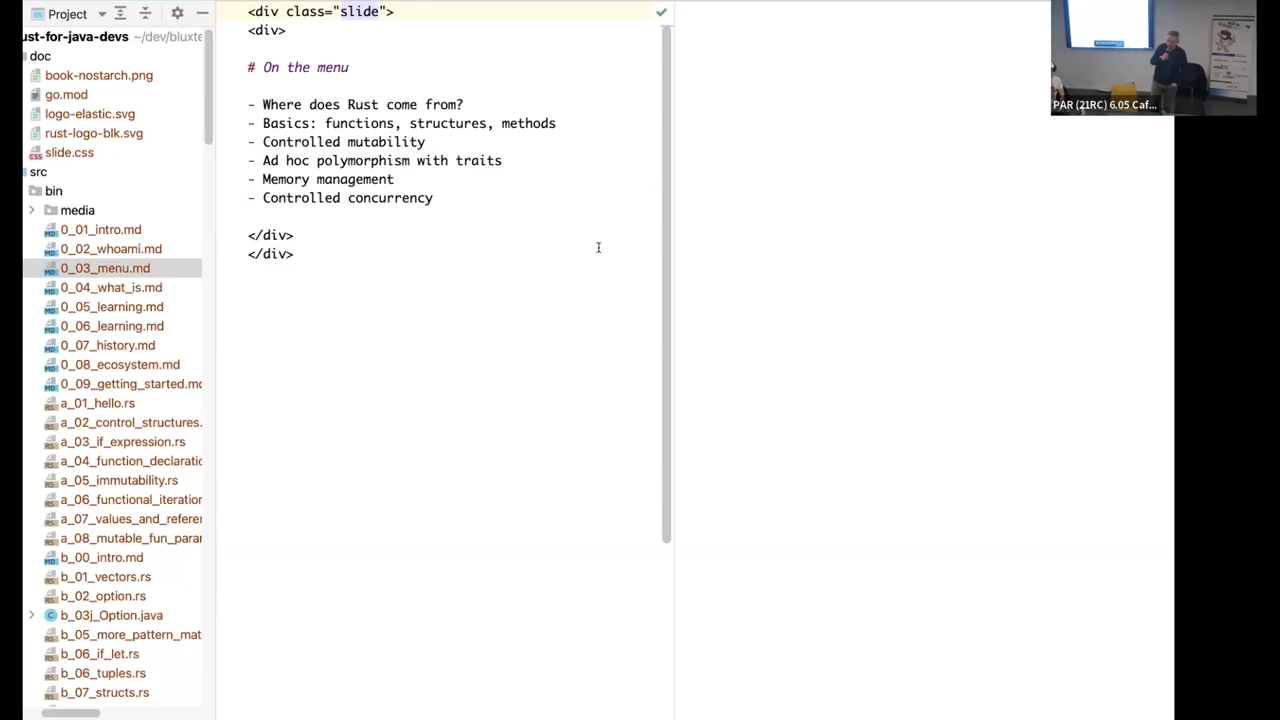 Project
ust-for-java-devs ~/dev/bluxte
doc
book-nostarch.png
go.mod
logo-elastic.svg
rust-logo-blk.svg
slide.css
src
bin
media
0_01_intro.md
0_02_whoami.md
0_03_menu.md
0_04_what_is.md
0_05_learning.md
0_06_learning.md
0_07_history.md
0_08_ecosystem.md
0_09_getting_started.md
a_01_hello.rs
a_02_control_structures.
a_03_if_expression.rs
a_04_function_declaratio
a_05_immutability.rs
a_06_functional_iteration
a_07_values_and_referen
a_08_mutable_fun_para
b_00_intro.md
b_01_vectors.rs
b_02_option.rs
b_03j_Option.java
b_05_more_pattern_mat
b_06_if_let.rs
b_06_tuples.rs
b_07_structs.rs
<div class="slide">
<div>
# On the menu
- Where does Rust come from?
- Basics: functions, structures, methods
- Controlled mutability
- Ad hoc polymorphism with traits
- Memory management
- Controlled concurrency
</div>
</div>
PAR (21RC) 6.05 Caf...